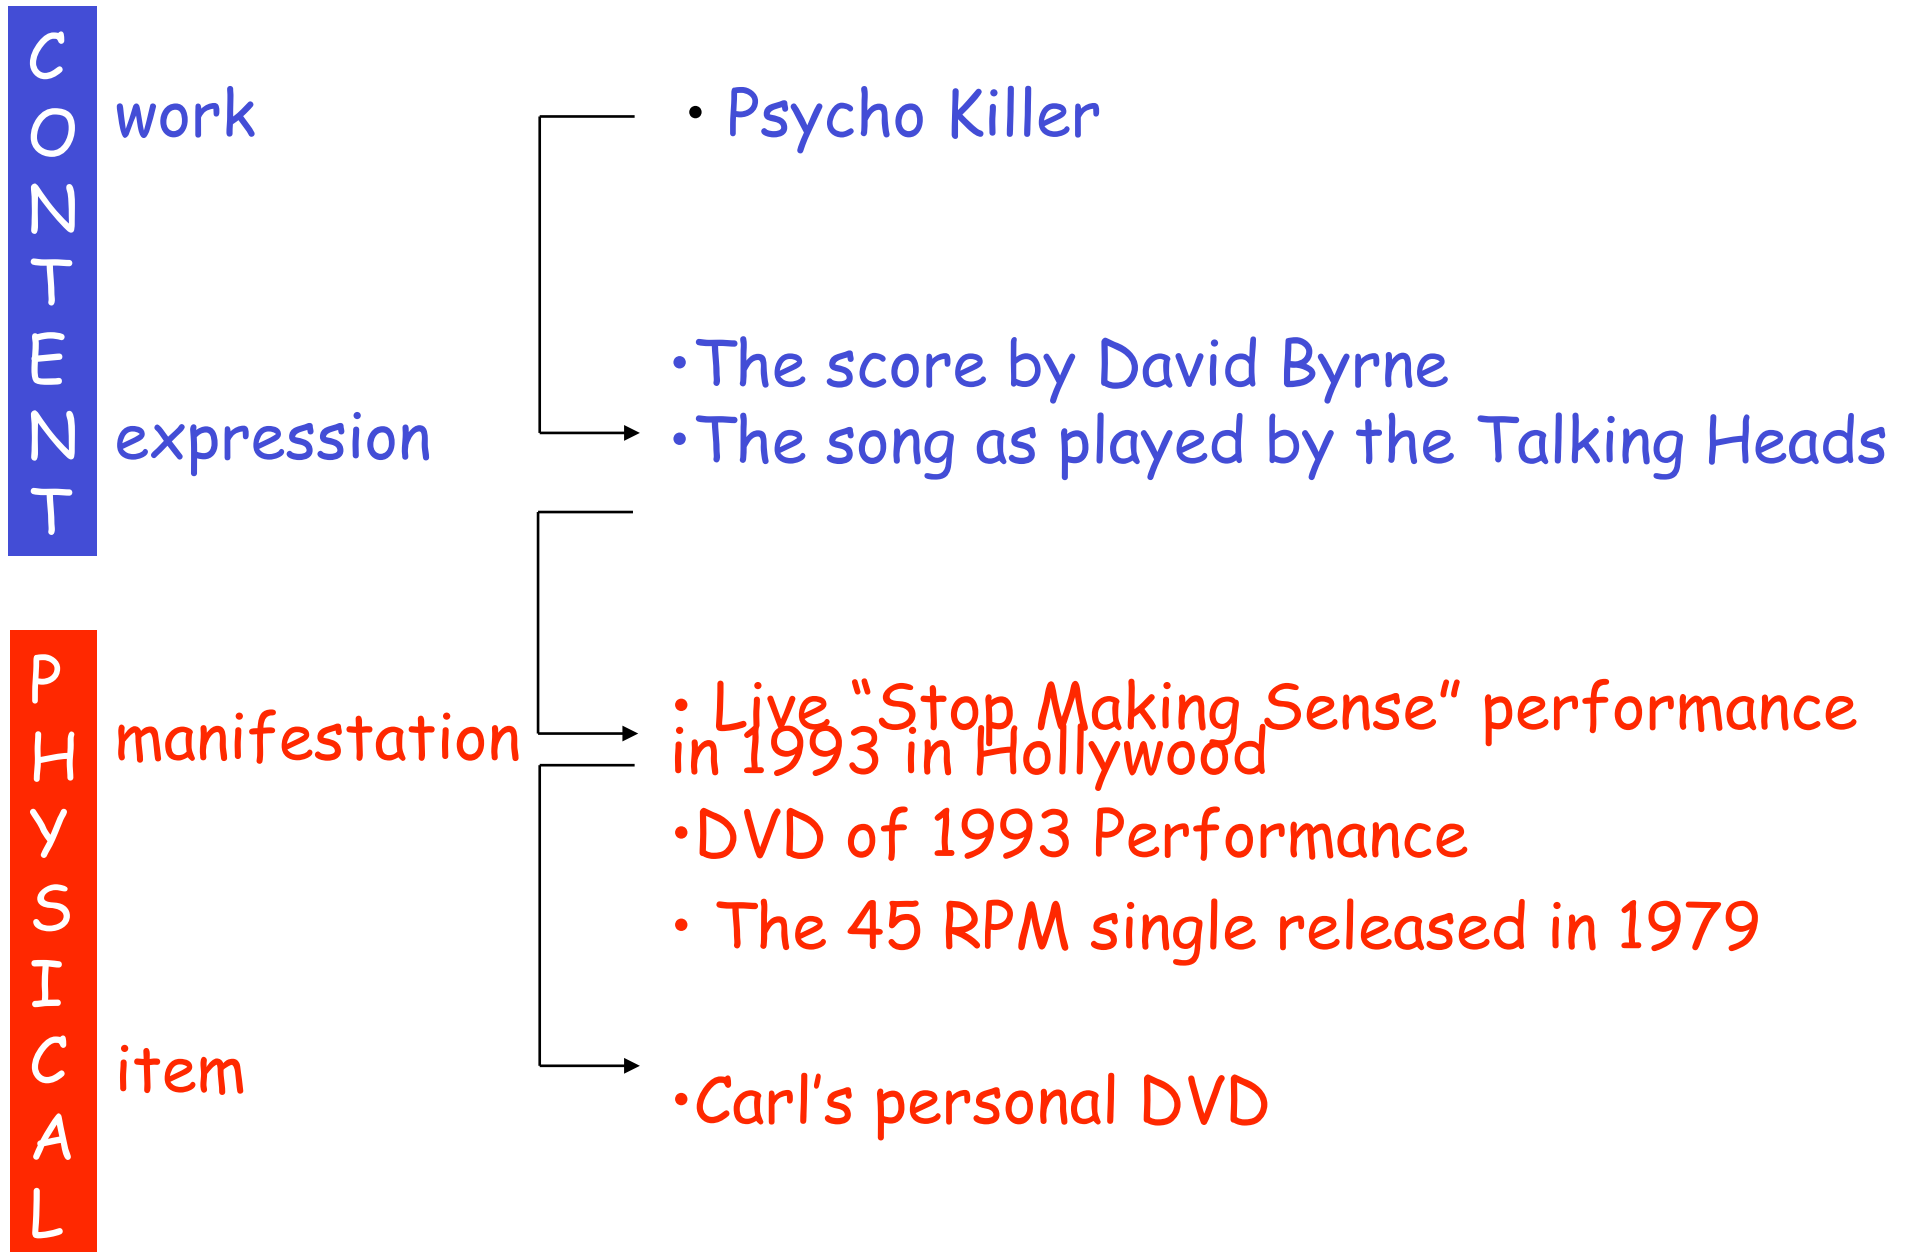 CONTENT
work
• Psycho Killer
expression
• The score by David Byrne
• The song as played by the Talking Heads
PHYSICAL
manifestation
• Live “Stop Making Sense” performance
in 1993 in Hollywood
• DVD of 1993 Performance
• The 45 RPM single released in 1979
item
• Carl’s personal DVD